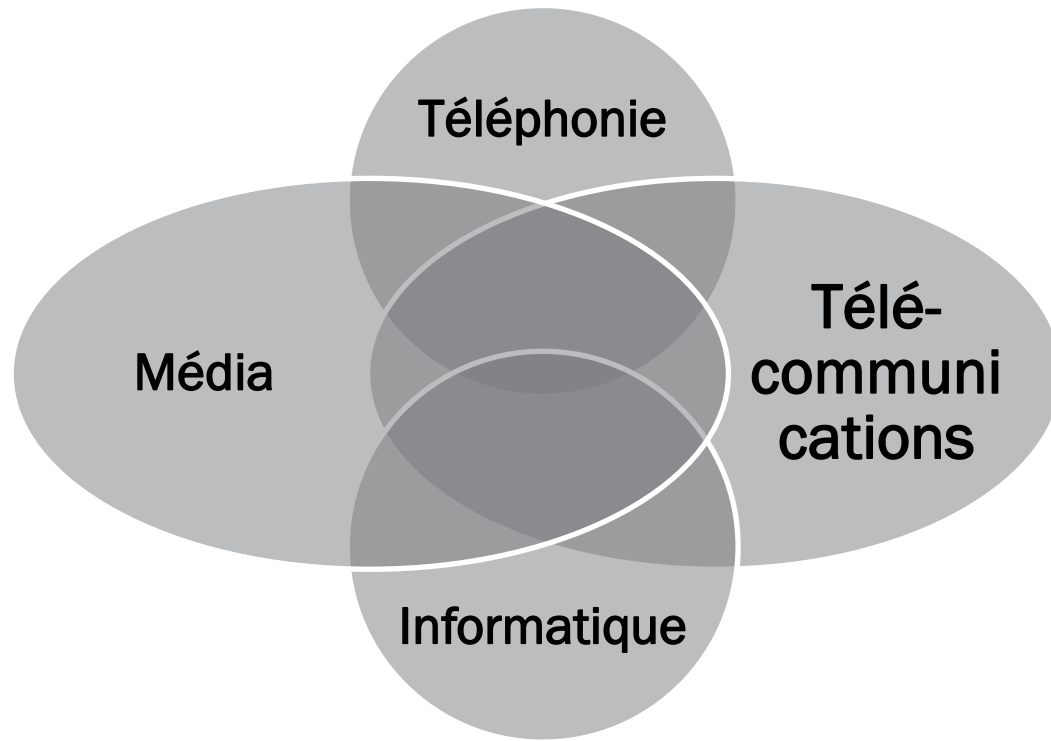 Téléphonie
Média
Télé-
communi
cations
Informatique